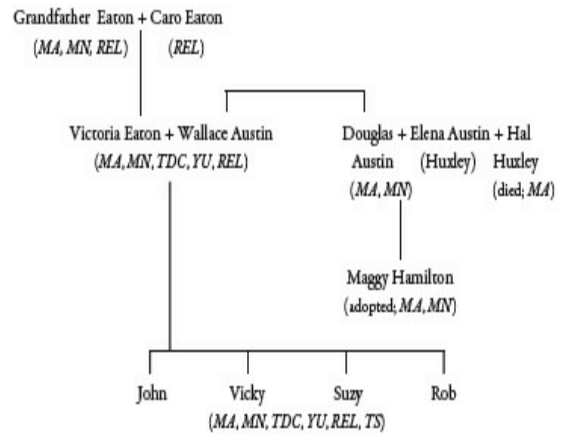 Grandfather Eaton + Caro Eaton
(MA, MN, REL) (REL)
Victoria Eaton + Wallace Austin
(MA, MN, TDC, YU, REL)
Douglas + Elena Austin + Hal
Austin (Huxley) Huxley
(MA, MN) (died; MA)
Maggy Hamilton
(adopted; MA, MN)
John Vicky Suzy Rob
(MA, MN, TDC, YU, REL, TS)